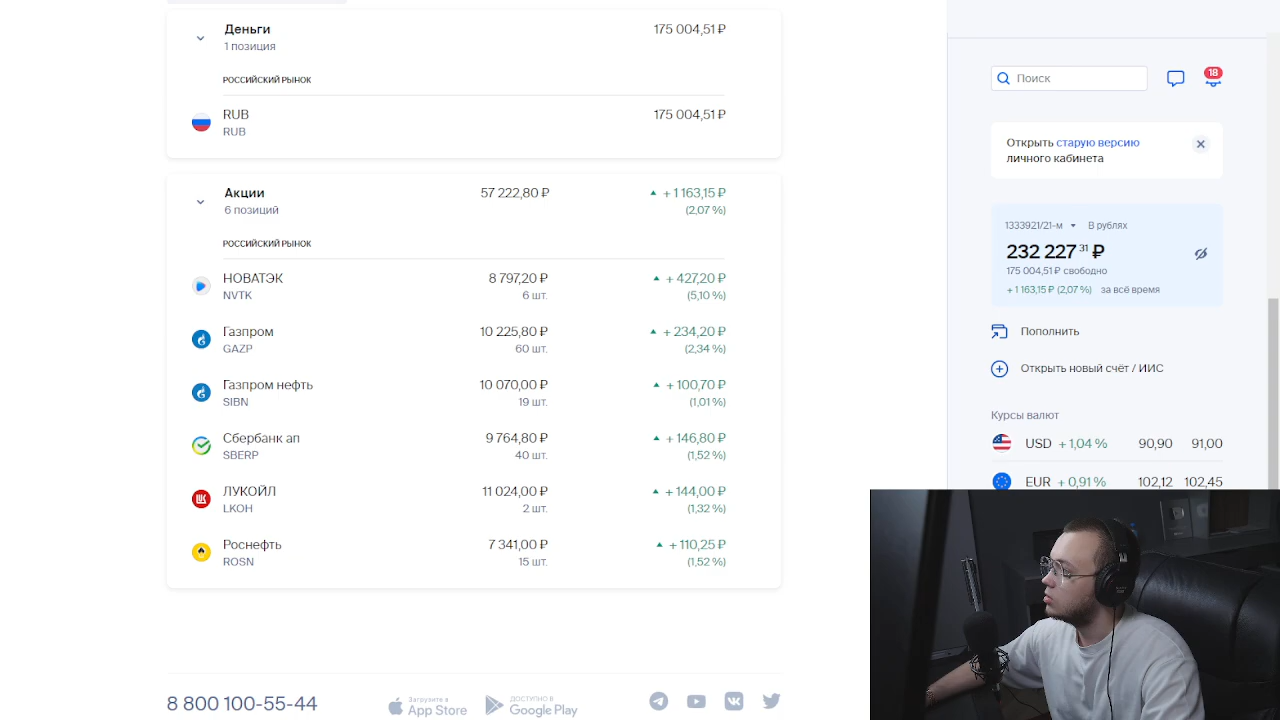 Деньги 175 004,51 ₽
1 позиция
РОССИЙСКИЙ РЫНОК
RUB 175 004,51 ₽
RUB
Акции 57 222,80 ₽ + 1 163,15 ₽
6 позиций (2,07 %)
РОССИЙСКИЙ РЫНОК
НОВАТЭК 8 797,20 ₽ + 427,20 ₽
NVTK 6 шт. (5,10 %)
Газпром 10 225,80 ₽ + 234,20 ₽
GAZP 60 шт. (2,34 %)
Газпром нефть 10 070,00 ₽ + 100,70 ₽
SIBN 19 шт. (1,01 %)
Сбербанк ап 9 764,80 ₽ + 146,80 ₽
SBERP 40 шт. (1,52 %)
ЛУКОЙЛ 11 024,00 ₽ + 144,00 ₽
LKOH 2 шт. (1,32 %)
Роснефть 7 341,00 ₽ + 110,25 ₽
ROSN 15 шт. (1,52 %)
8 800 100-55-44
Загрузите в
App Store
ДОСТУПНО В
Google Play
Поиск
18
Открыть старую версию
личного кабинета
1333921/21-м В рублях
232 227 31 ₽
175 004,51 ₽ свободно
+ 1 163,15 ₽ (2,07 %) за всё время
Пополнить
Открыть новый счёт / ИИС
Курсы валют
USD + 1,04 % 90,90 91,00
EUR + 0,91 % 102,12 102,45